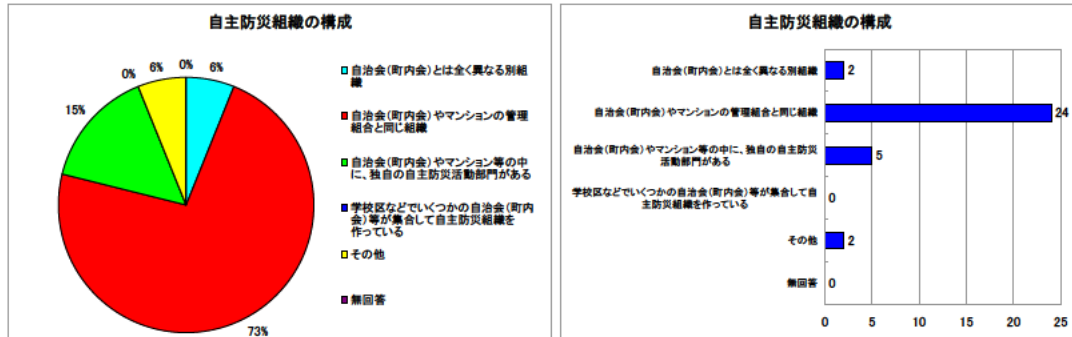 自主防災組織の構成
0%
6%
0%
6%
15%
73%
自治会(町内会)とは全く異なる別組
織
自治会(町内会)やマンションの管理
組合と同じ組織
自治会(町内会)やマンション等の中
に、独自の自主防災活動部門がある
学校区などでいくつかの自治会(町内
会)等が集合して自主防災組織を
作っている
その他
無回答
自主防災組織の構成
自治会(町内会)とは全く異なる別組織
2
自治会(町内会)やマンションの管理組合と同じ組織
24
自治会(町内会)やマンション等の中に、独自の自主防災
活動部門がある
5
学校区などでいくつかの自治会(町内会)等が集合して自
主防災組織を作っている
0
その他
2
無回答
0
0 5 10 15 20 25